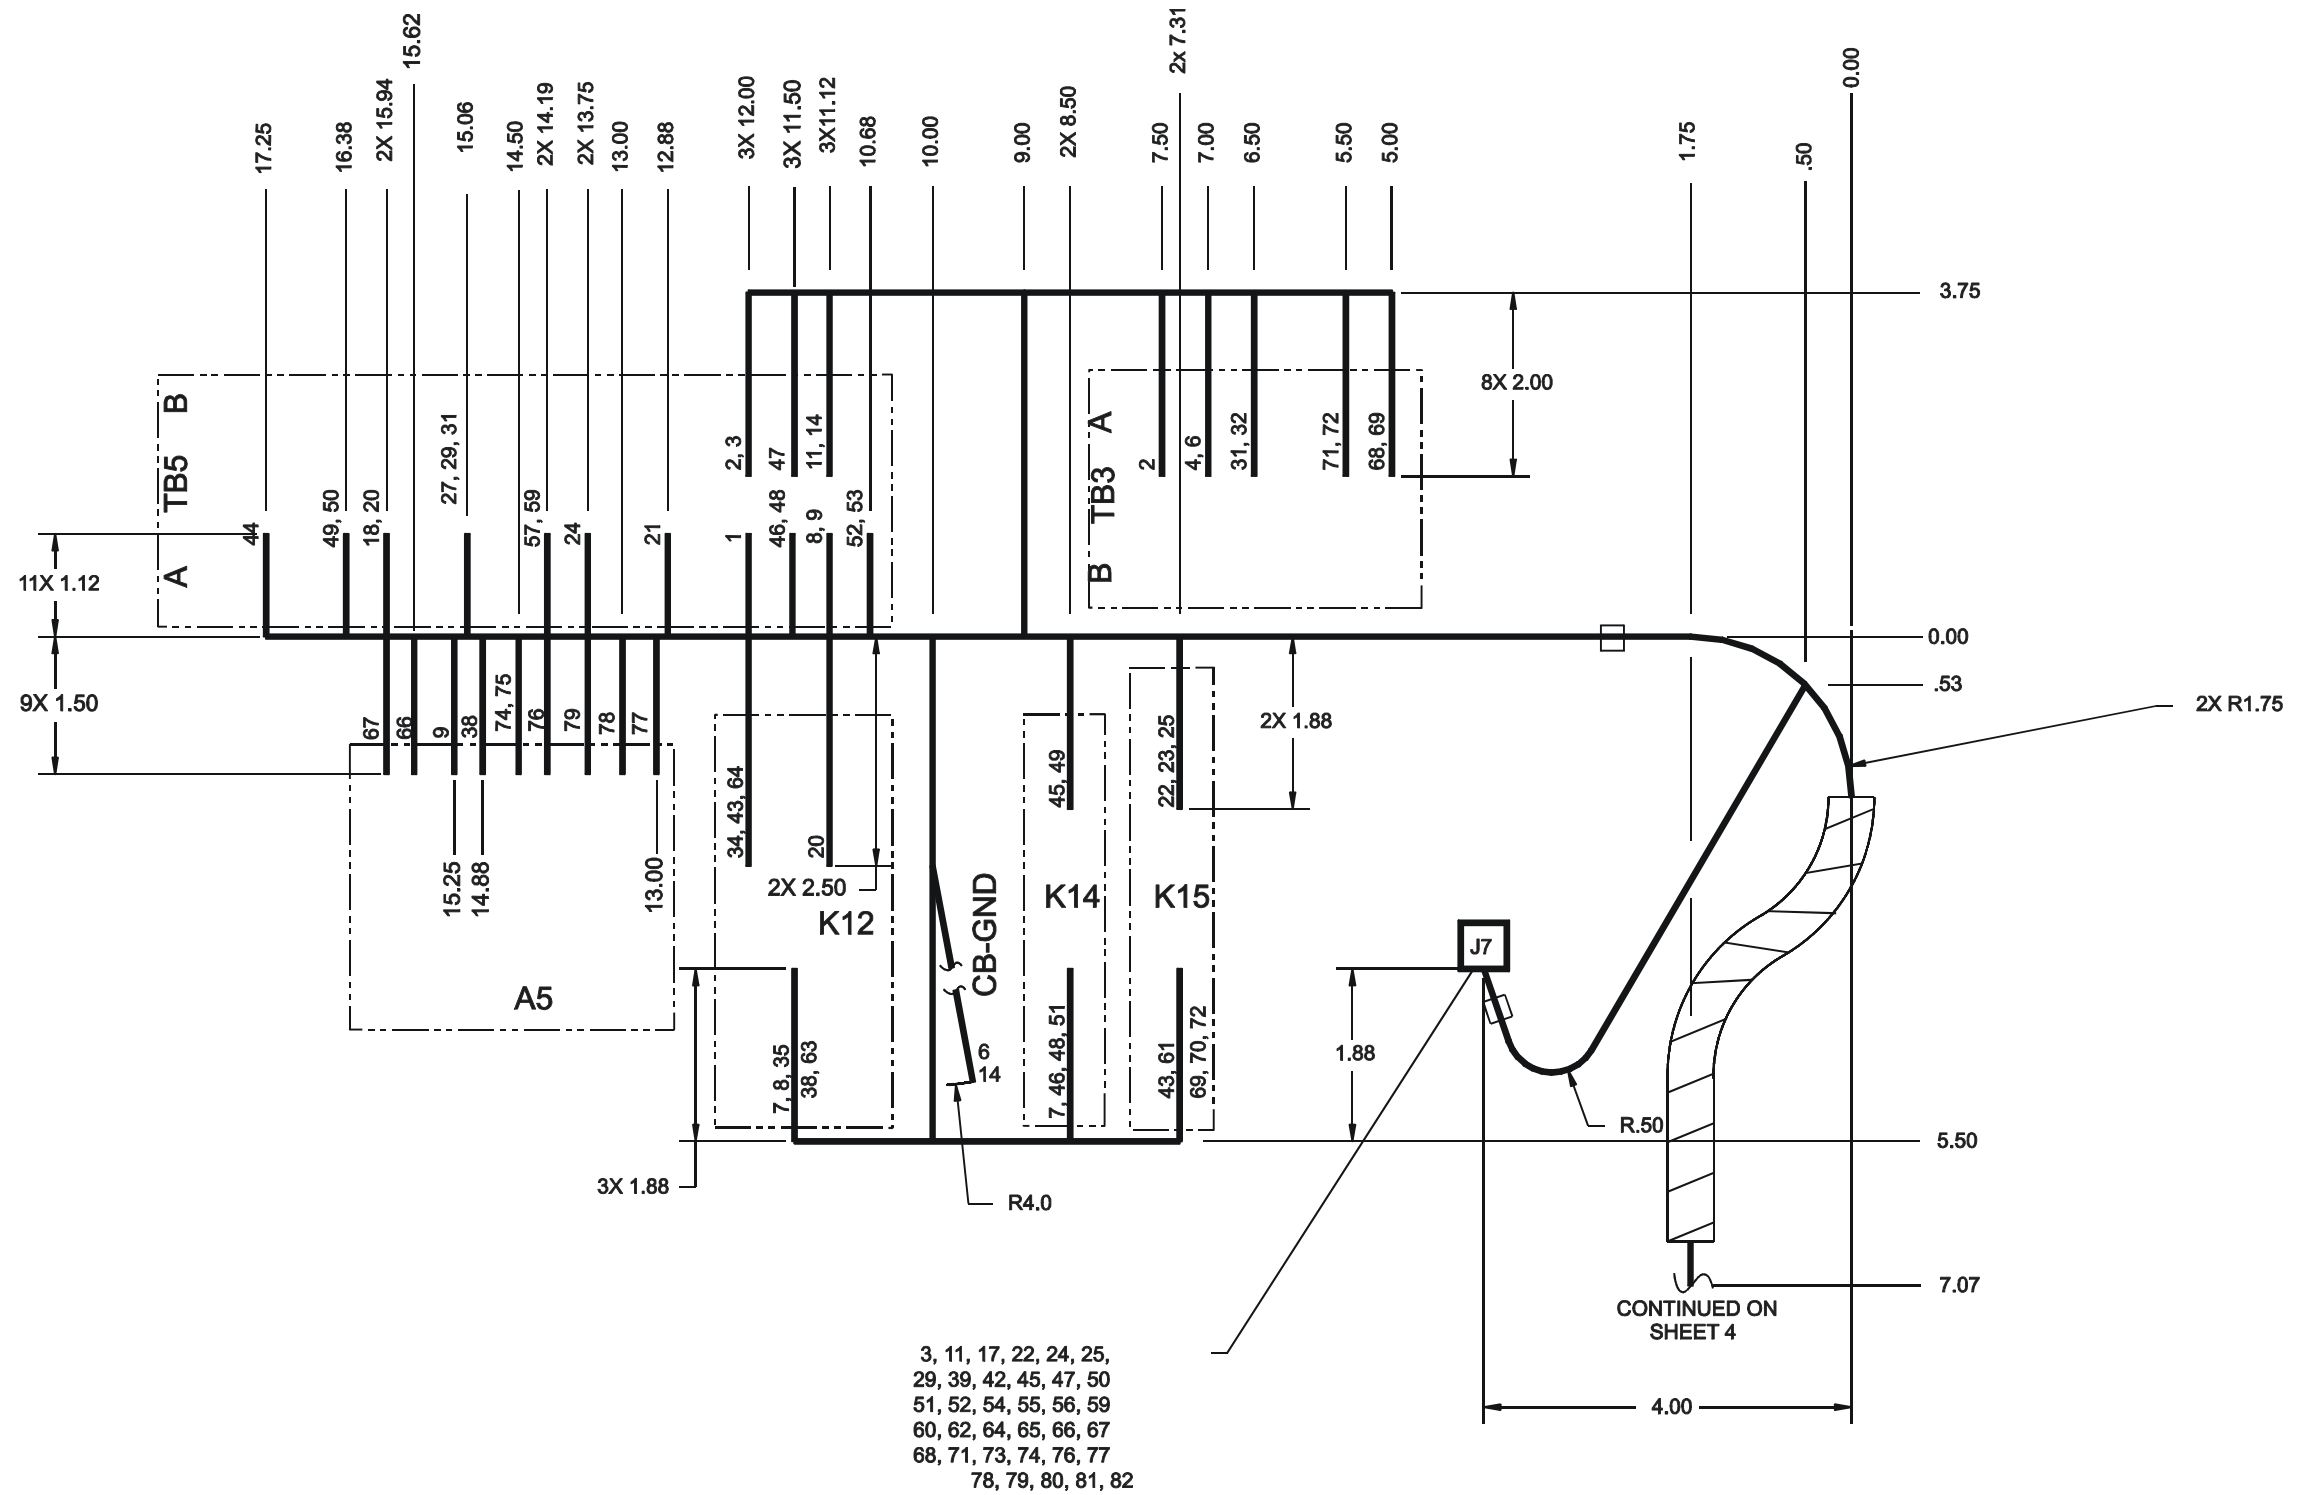 17.25
16.38
2X 15.94
15.62
15.06
14.50
2X 14.19
2X 13.75
13.00
12.88
3X 12.00
3X 11.50
3X11.12
10.68
10.00
9.00
2X 8.50
7.50
2x 7.31
7.00
6.50
5.50
5.00
1.75
.50
0.00
3.75
8X 2.00
A TB5 B
B TB3 A
2, 3
47
11, 14
2
4, 6
31, 32
71, 72
68, 69
44
49, 50
18, 20
27, 29, 31
57, 59
24
21
1
46, 48
8, 9
52, 53
11X 1.12
0.00
9X 1.50
67
66
9
38
74, 75
76
79
78
77
2X 1.88
.53
2X R1.75
34, 43, 64
20
45, 49
22, 23, 25
15.25
14.88
13.00
2X 2.50
K12
CB-GND
K14
K15
J7
A5
7, 8, 35
38, 63
6
14
7, 46, 48, 51
43, 61
69, 70, 72
1.88
R.50
5.50
3X 1.88
R4.0
7.07
CONTINUED ON
SHEET 4
3, 11, 17, 22, 24, 25,
29, 39, 42, 45, 47, 50
51, 52, 54, 55, 56, 59
60, 62, 64, 65, 66, 67
68, 71, 73, 74, 76, 77
78, 79, 80, 81, 82
4.00